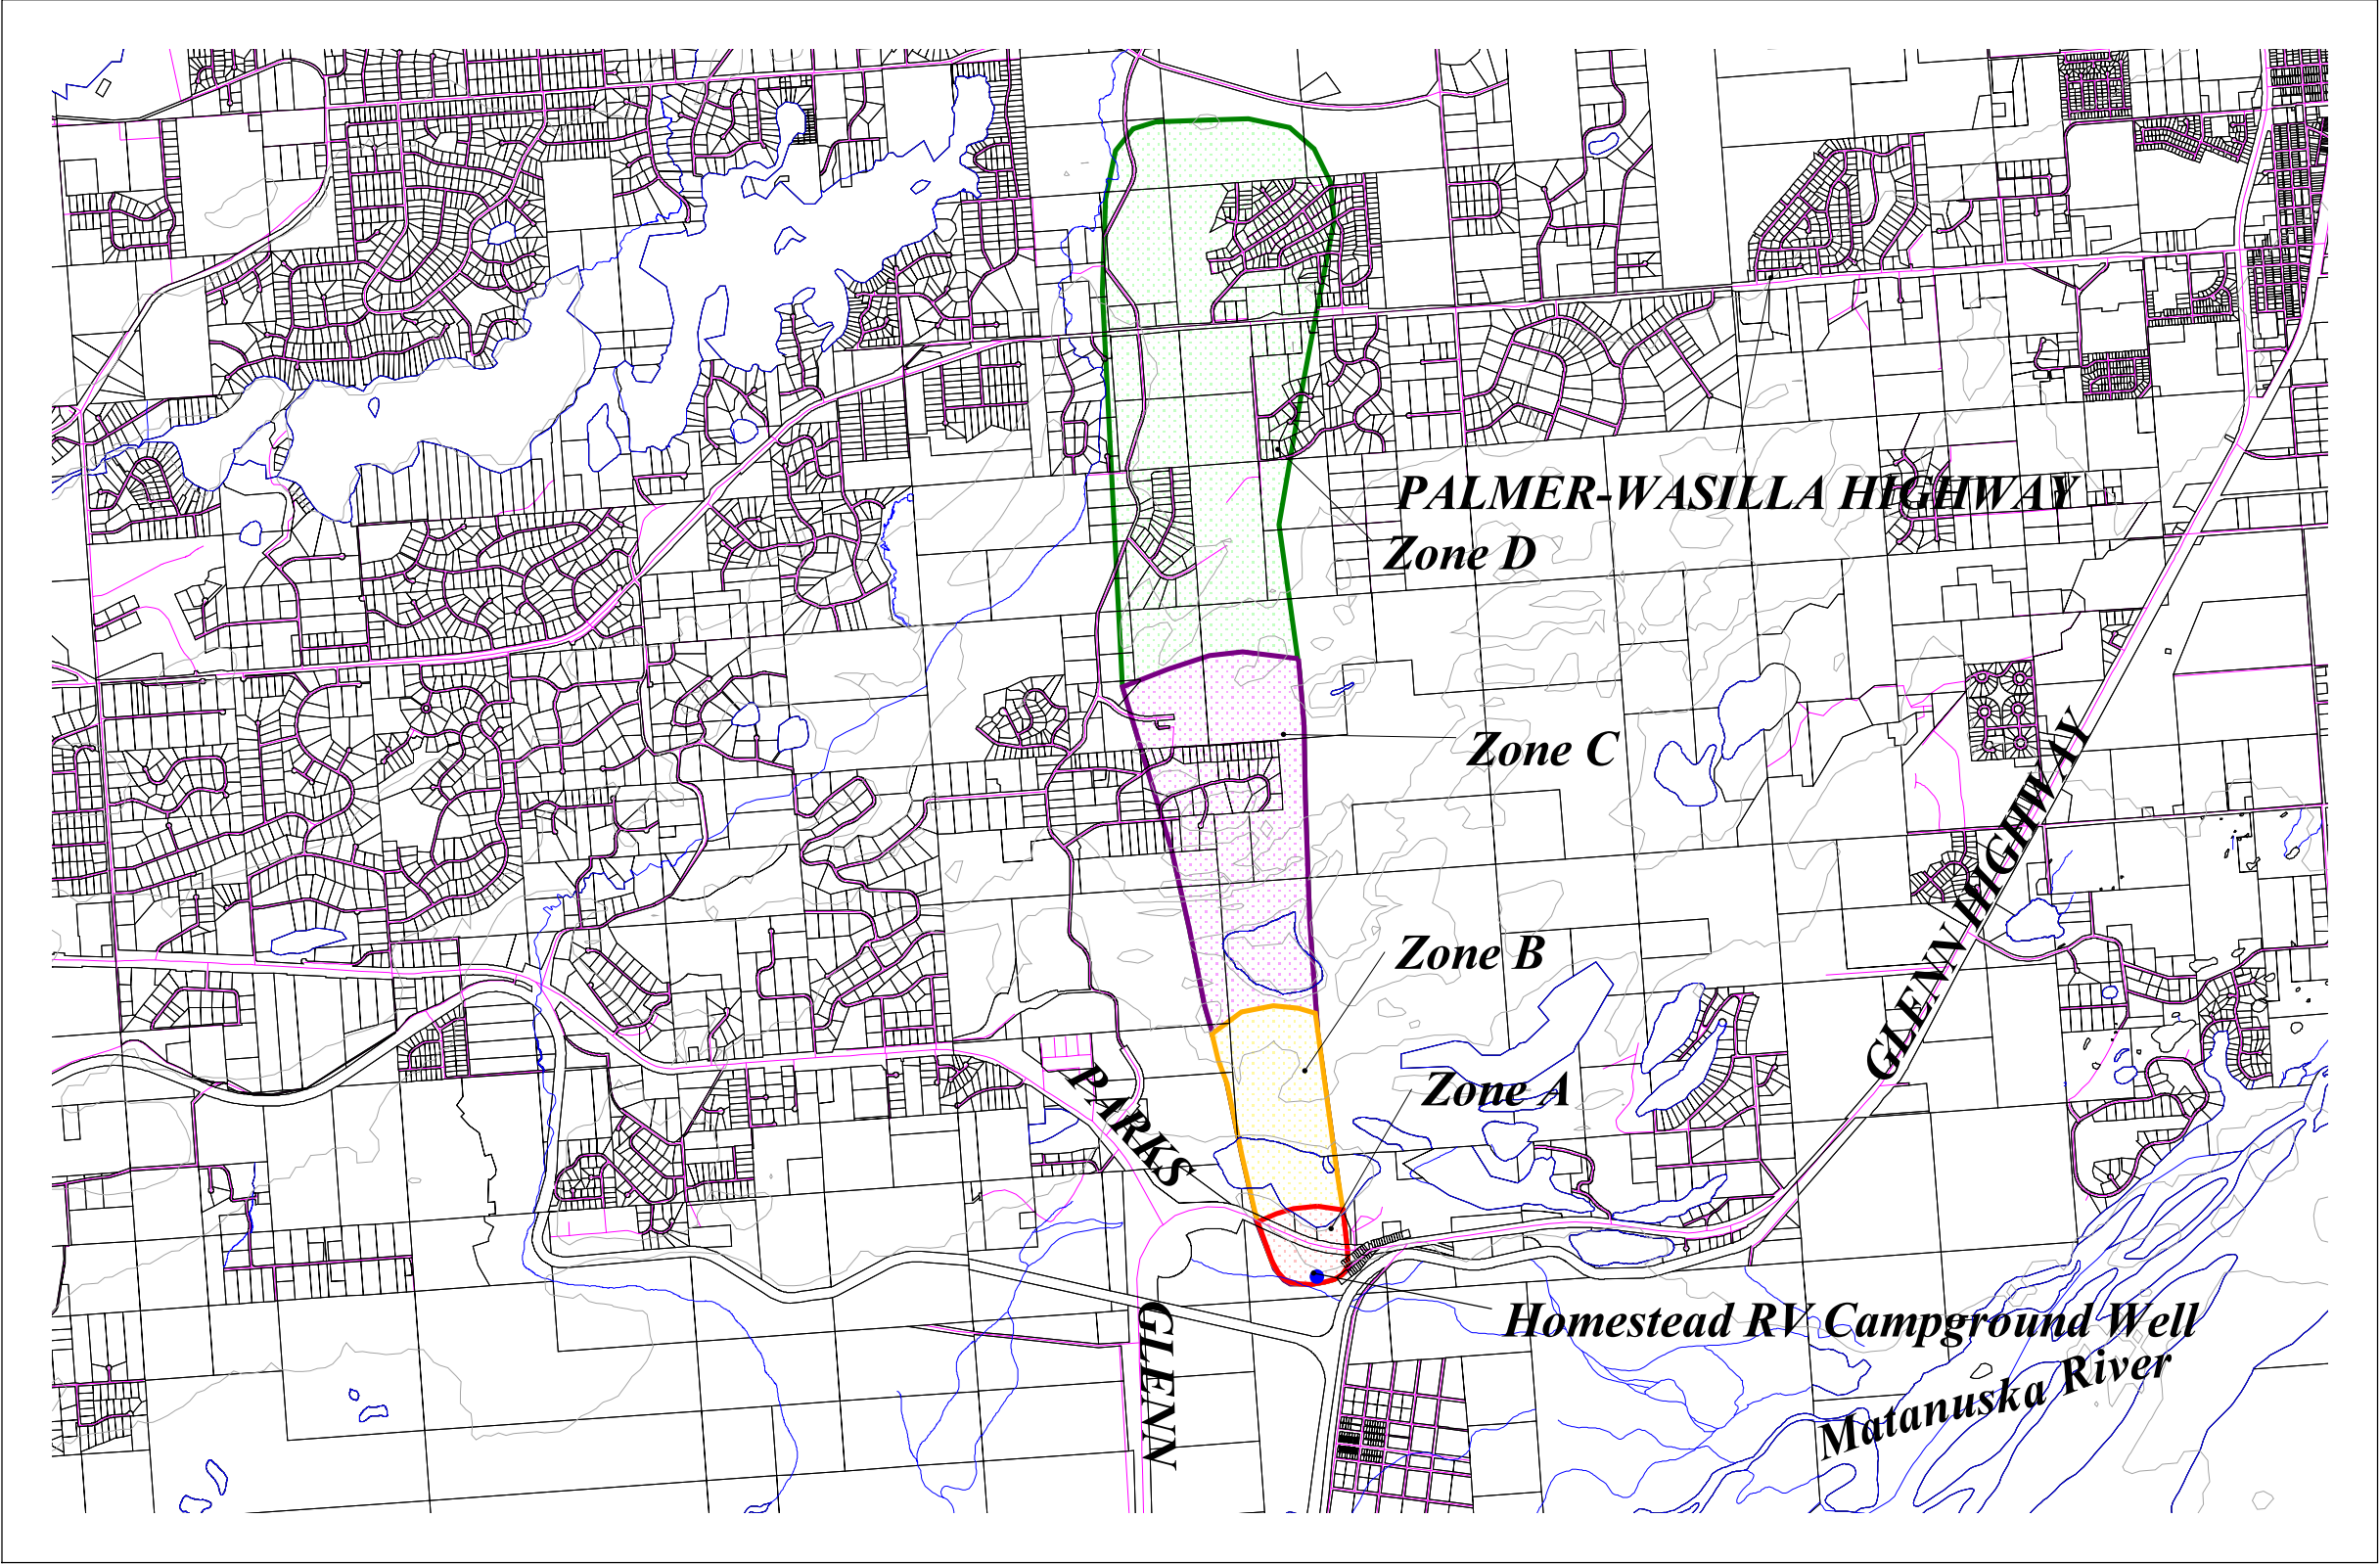 PALMER-WASILLA HIGHWAY
Zone D
Zone C
GLENN HIGHWAY
Zone B
Zone A
PARKS
Homestead RV Campground Well
GLENN
Matanuska River